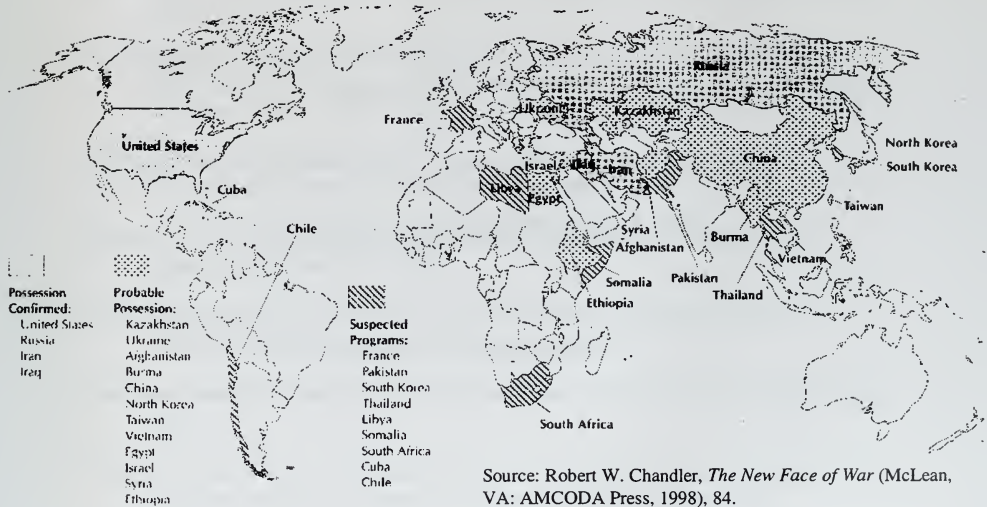 Russia
Ukraine
Kazakhstan
France
United States
North Korea
South Korea
China
Israel
Iran
Libya
Egypt
Cuba
Taiwan
Syria
Afghanistan
Burma
Chile
Vietnam
Somalia
Pakistan
Thailand
Ethiopia
South Africa
Possession
Confirmed:
United States
Russia
Iran
Iraq
Probable
Possession:
Kazakhstan
Ukraine
Afghanistan
Burma
China
North Korea
Taiwan
Vietnam
Egypt
Israel
Syria
Ethiopia
Suspected
Programs:
France
Pakistan
South Korea
Thailand
Libya
Somalia
South Africa
Cuba
Chile
Source: Robert W. Chandler, The New Face of War (McLean,
VA: AMCODA Press, 1998), 84.